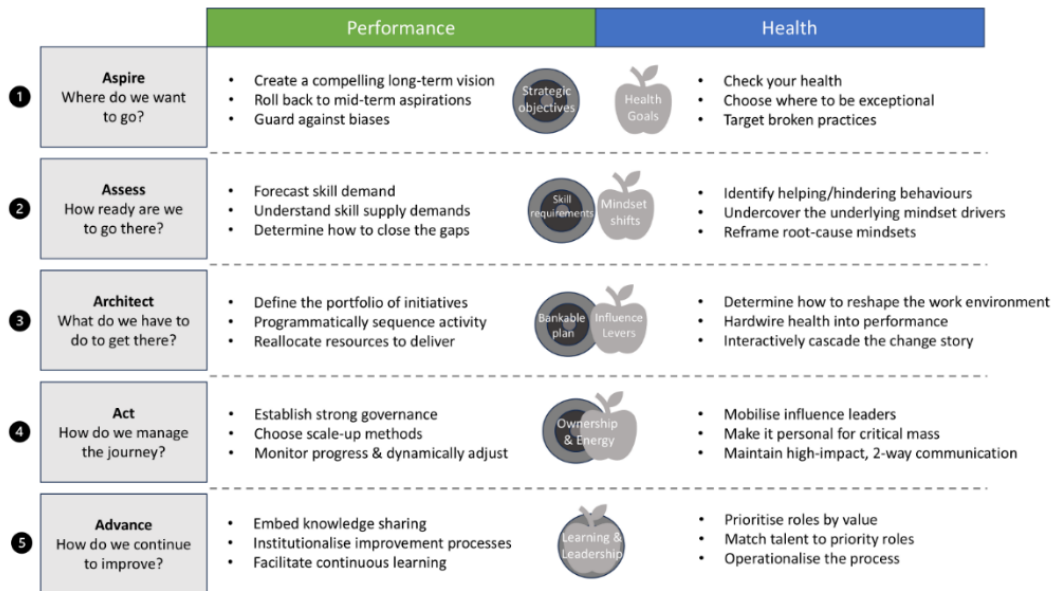 Performance
Health
1
Aspire
Where do we want
to go?
• Create a compelling long-term vision
• Roll back to mid-term aspirations
• Guard against biases
Strategic
objectives
Health
Goals
• Check your health
• Choose where to be exceptional
• Target broken practices
2
Assess
How ready are we
to go there?
• Forecast skill demand
• Understand skill supply demands
• Determine how to close the gaps
Skill
requirements
Mindset
shifts
• Identify helping/hindering behaviours
• Undercover the underlying mindset drivers
• Reframe root-cause mindsets
3
Architect
What do we have to
do to get there?
• Define the portfolio of initiatives
• Programmatically sequence activity
• Reallocate resources to deliver
Bankable
plan
Influence
Levers
• Determine how to reshape the work environment
• Hardwire health into performance
• Interactively cascade the change story
4
Act
How do we manage
the journey?
• Establish strong governance
• Choose scale-up methods
• Monitor progress & dynamically adjust
Ownership
& Energy
• Mobilise influence leaders
• Make it personal for critical mass
• Maintain high-impact, 2-way communication
5
Advance
How do we continue
to improve?
• Embed knowledge sharing
• Institutionalise improvement processes
• Facilitate continuous learning
Learning &
Leadership
• Prioritise roles by value
• Match talent to priority roles
• Operationalise the process